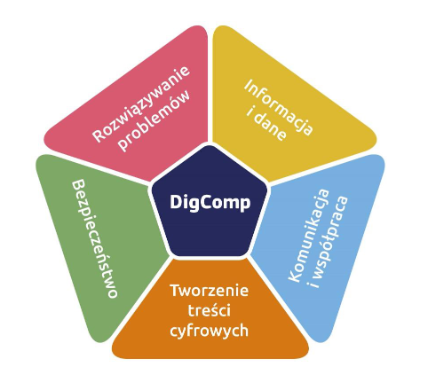 Rozwiązywanie
problemów
Informacja
i dane
DigComp
Bezpieczeństwo
Komunikacja
i współpraca
Tworzenie
treści
cyfrowych